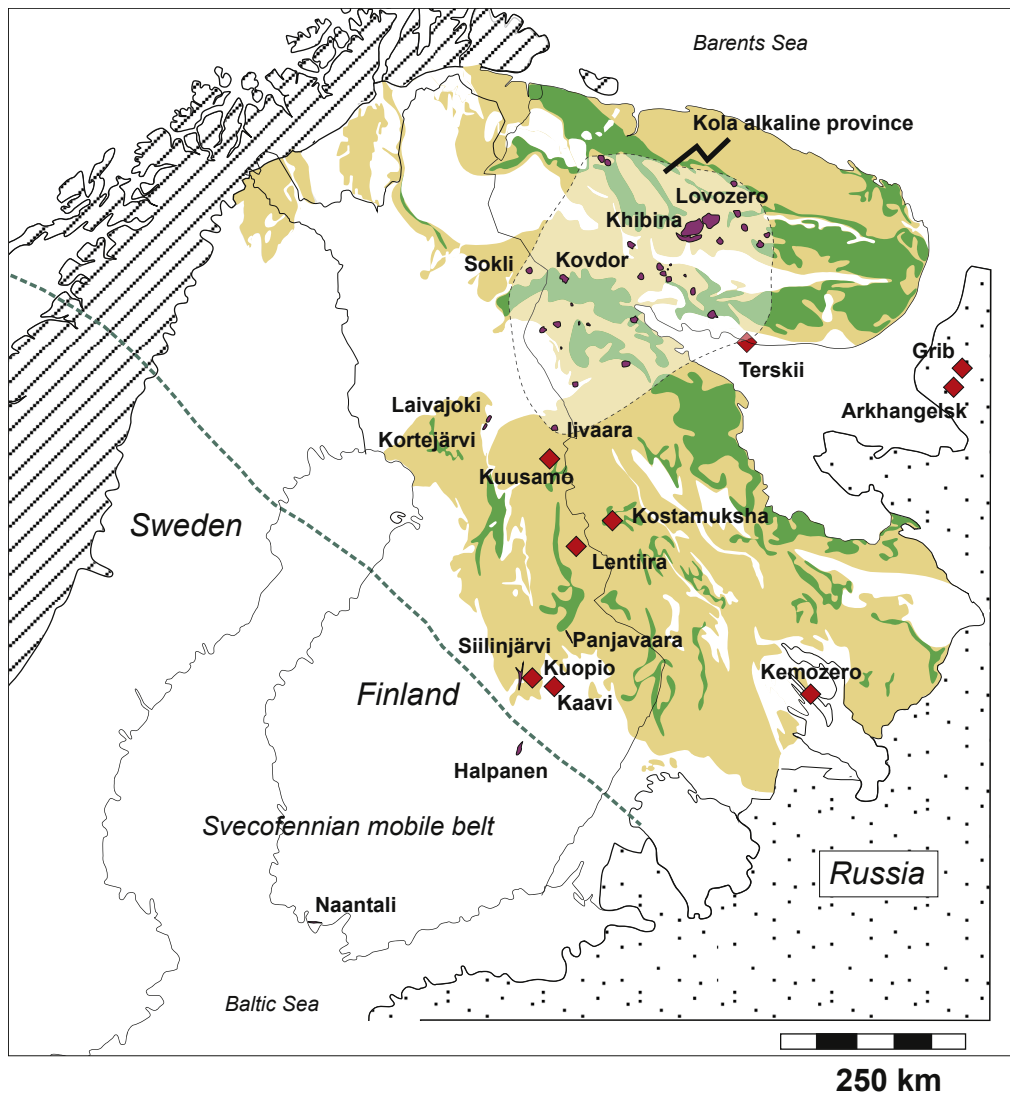 Barents Sea
Kola alkaline province
Lovozero
Khibina
Sokli
Kovdor
Terskii
Grib
Arkhangelsk
Laivajoki
Kortejärvi
Iivaara
Kuusamo
Sweden
Kostamuksha
Lentiira
Siilinjärvi
Panjavaara
Kuopio
Kaavi
Kemozero
Finland
Halpanen
Svecofennian mobile belt
Russia
Naantali
Baltic Sea
250 km